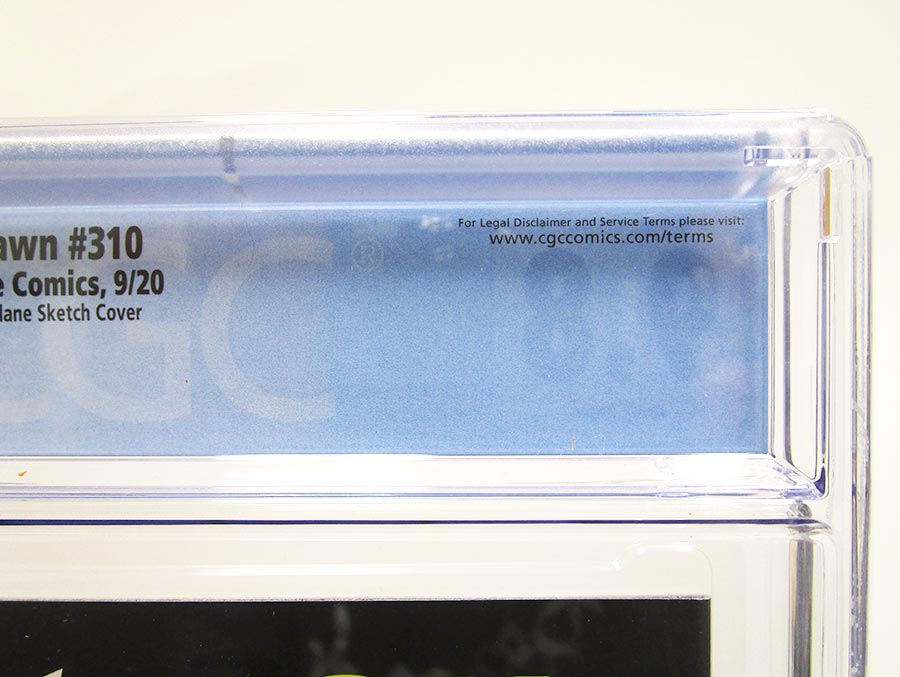 awn #310
e Comics, 9/20
lane Sketch Cover
CGC®
For Legal Disclaimer and Service Terms please visit:
www.cgccomics.com/terms